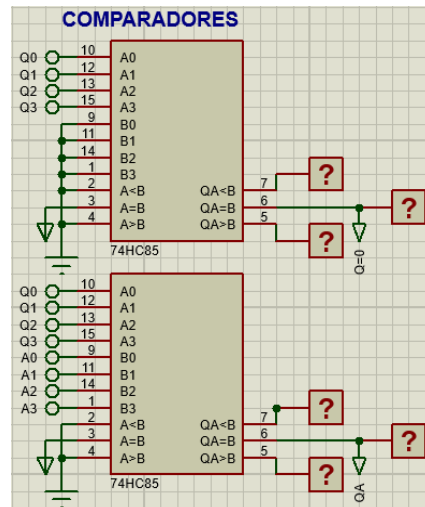 COMPARADORES
Q0 10 A0
Q1 12 A1
Q2 13 A2
Q3 15 A3
9 B0
11 B1
14 B2
1 B3
2 A<B QA<B 7 ?
3 A=B QA=B 6 ?
4 A>B QA>B 5 ?
74HC85
Q=0
Q0 10 A0
Q1 12 A1
Q2 13 A2
Q3 15 A3
A0 9 B0
A1 11 B1
A2 14 B2
A3 1 B3
2 A<B QA<B 7 ?
3 A=B QA=B 6 ?
4 A>B QA>B 5 ?
74HC85
QA